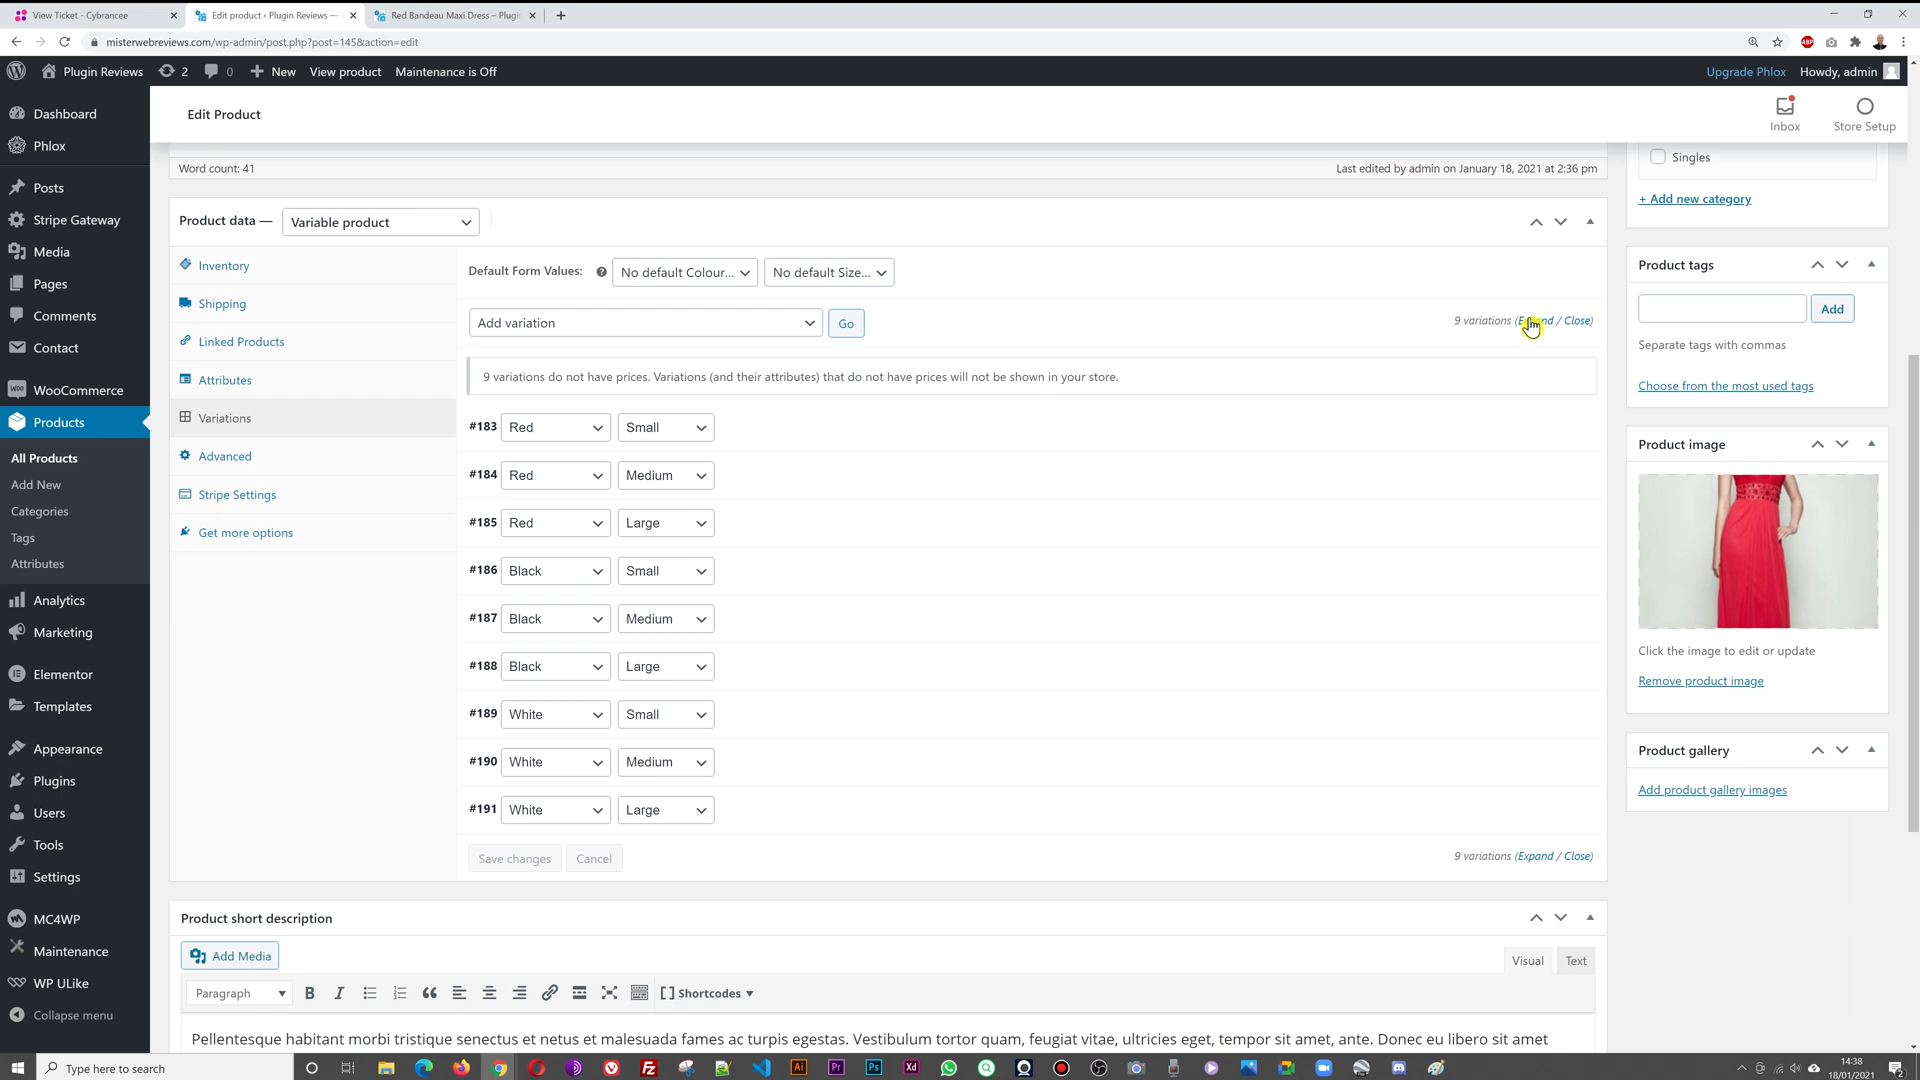 View Ticket - Cybrancee
Edit product ‹ Plugin Reviews —
Red Bandeau Maxi Dress – Plugi
misterwebreviews.com/wp-admin/post.php?post=145&action=edit
Plugin Reviews
2
0
New
View product
Maintenance is Off
Upgrade Phlox
Howdy, admin
Dashboard
Phlox
Posts
Stripe Gateway
Media
Pages
Comments
Contact
WooCommerce
Products
All Products
Add New
Categories
Tags
Attributes
Analytics
Marketing
Elementor
Templates
Appearance
Plugins
Users
Tools
Settings
MC4WP
Maintenance
WP ULike
Collapse menu
Edit Product
Inbox
Store Setup
Word count: 41
Last edited by admin on January 18, 2021 at 2:36 pm
Product data —
Variable product
Inventory
Shipping
Linked Products
Attributes
Variations
Advanced
Stripe Settings
Get more options
Default Form Values:
No default Colour...
No default Size...
Add variation
Go
9 variations (Expand / Close)
9 variations do not have prices. Variations (and their attributes) that do not have prices will not be shown in your store.
#183 Red Small
#184 Red Medium
#185 Red Large
#186 Black Small
#187 Black Medium
#188 Black Large
#189 White Small
#190 White Medium
#191 White Large
Save changes
Cancel
9 variations (Expand / Close)
Product short description
Add Media
Visual
Text
Paragraph
Shortcodes
Pellentesque habitant morbi tristique senectus et netus et malesuada fames ac turpis egestas. Vestibulum tortor quam, feugiat vitae, ultricies eget, tempor sit amet, ante. Donec eu libero sit amet
Singles
+ Add new category
Product tags
Add
Separate tags with commas
Choose from the most used tags
Product image
Click the image to edit or update
Remove product image
Product gallery
Add product gallery images
Type here to search
14:38
18/01/2021
2